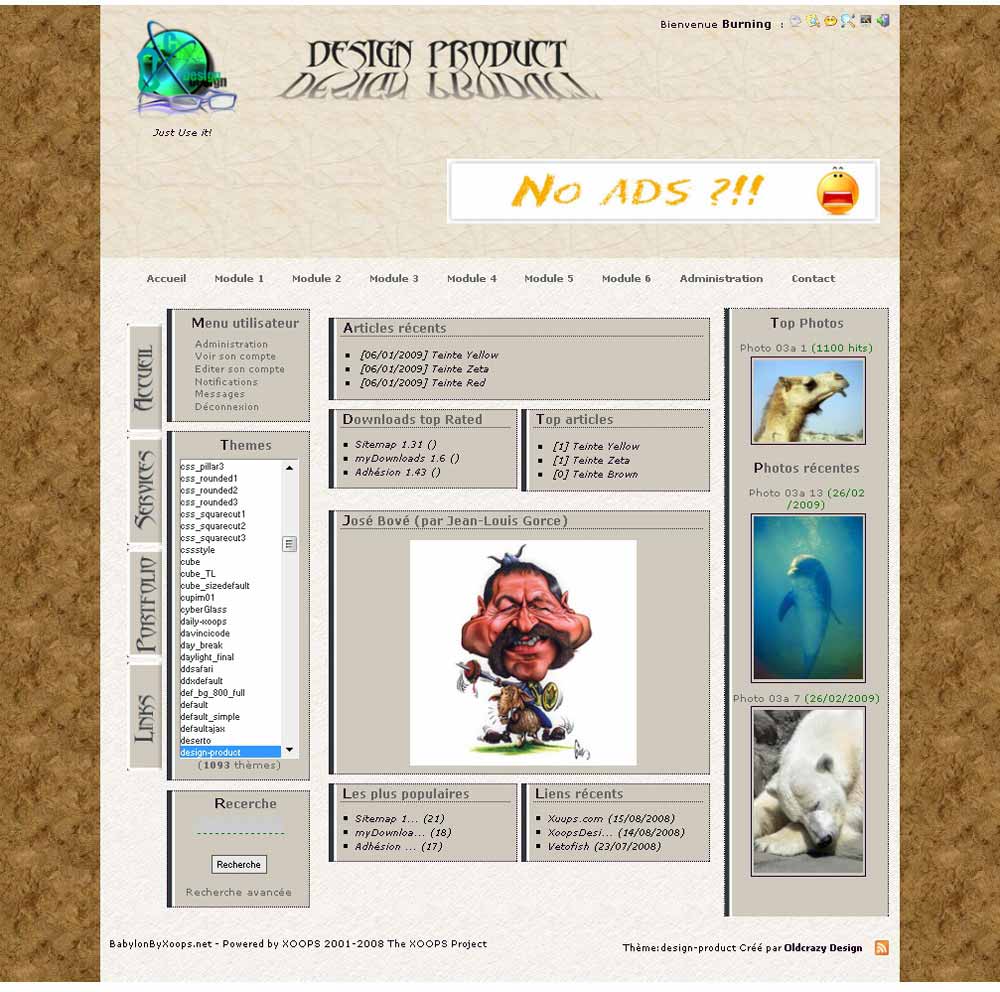 Bienvenue Burning :
Design
DESIGN PRODUCT
Just Use it!
NO ADS ?!!
Accueil Module 1 Module 2 Module 3 Module 4 Module 5 Module 6 Administration Contact
ACCUEIL
SERVICES
PORTFOLIO
LINKS
Menu utilisateur
Administration
Voir son compte
Editer son compte
Notifications
Messages
Déconnexion
Themes
css_pillar3
css_rounded1
css_rounded2
css_rounded3
css_squarecut1
css_squarecut2
css_squarecut3
cssstyle
cube
cube_TL
cube_sizedefault
cupim01
cyberGlass
daily-xoops
davincicode
day_break
daylight_final
ddsafari
ddxdefault
def_bg_800_full
default
default_simple
defaultajax
deserto
design-product
(1093 thèmes)
Recerche
Recherche
Recherche avancée
Articles récents
[06/01/2009] Teinte Yellow
[06/01/2009] Teinte Zeta
[06/01/2009] Teinte Red
Downloads top Rated
Sitemap 1.31 ()
myDownloads 1.6 ()
Adhésion 1.43 ()
Top articles
[1] Teinte Yellow
[1] Teinte Zeta
[0] Teinte Brown
José Bové (par Jean-Louis Gorce)
Les plus populaires
Sitemap 1... (21)
myDownloa... (18)
Adhésion ... (17)
Liens récents
Xuups.com (15/08/2008)
XoopsDesi... (14/08/2008)
Vetofish (23/07/2008)
Top Photos
Photo 03a 1 (1100 hits)
Photos récentes
Photo 03a 13 (26/02
/2009)
Photo 03a 7 (26/02/2009)
BabylonByXoops.net - Powered by XOOPS 2001-2008 The XOOPS Project
Thème:design-product Créé par Oldcrazy Design